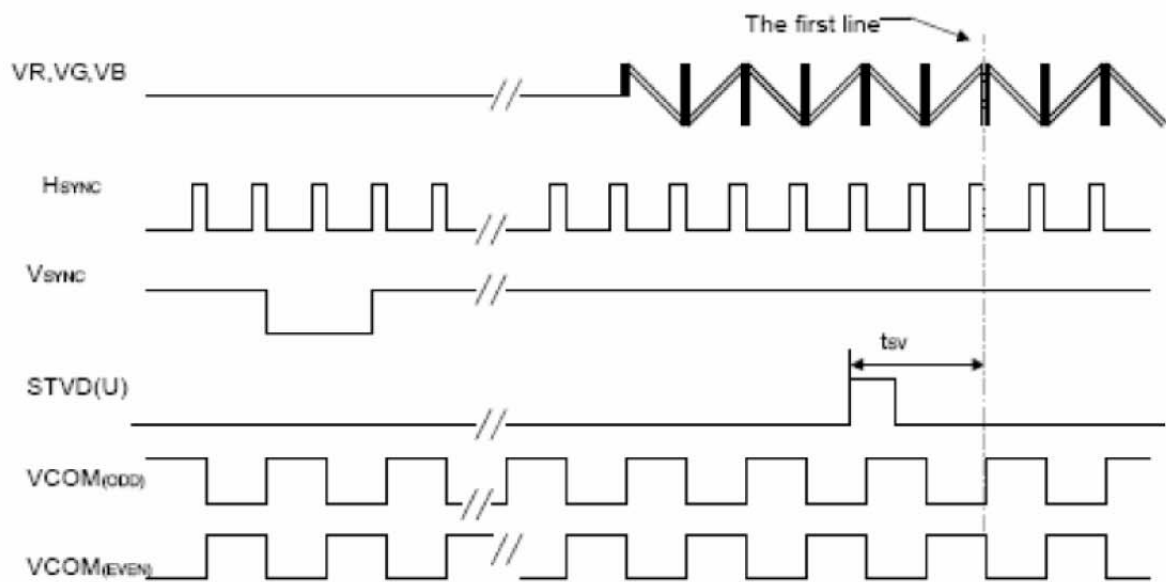 The first line
VR,VG,VB
HSYNC
VSYNC
tsv
STVD(U)
VCOM(ODD)
VCOM(EVEN)